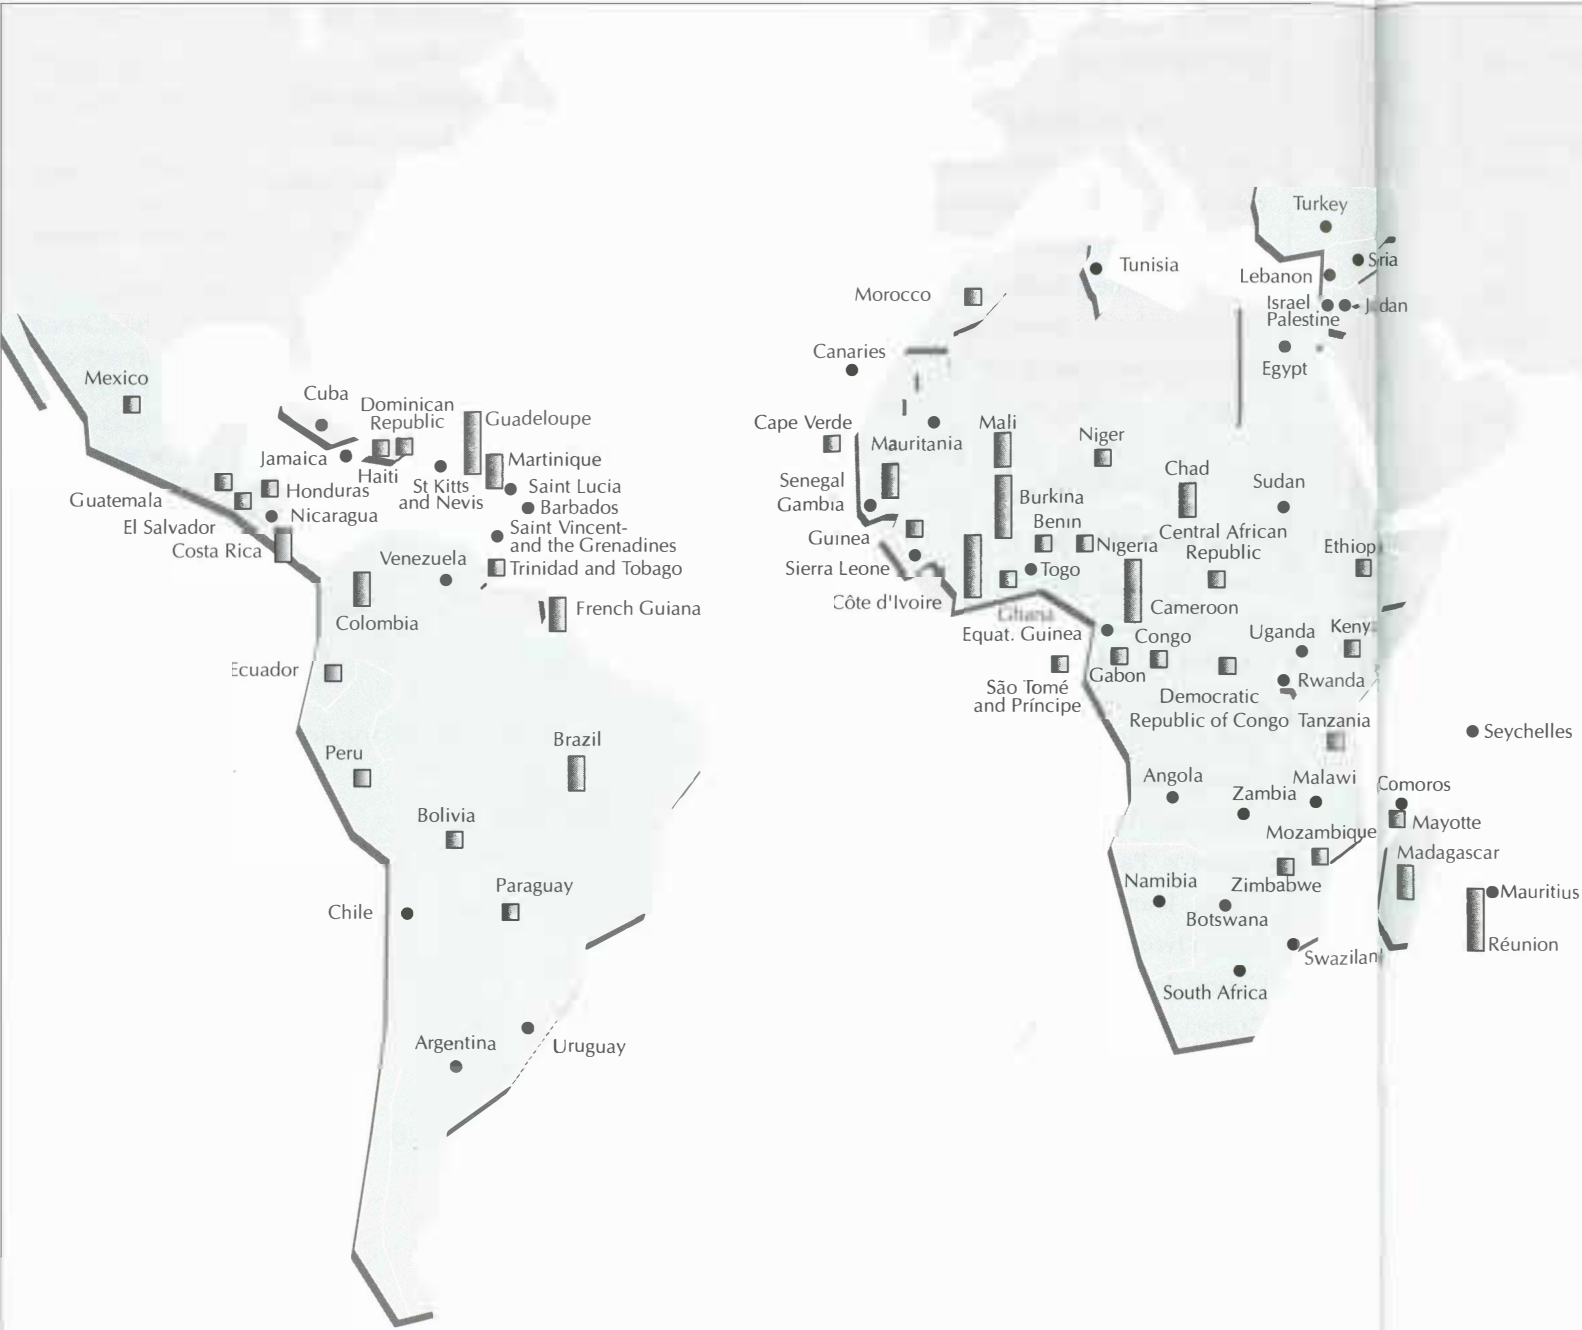 Turkey
Tunisia
Lebanon
Morocco
Israel
Palestine
Canaries
Egypt
Mexico
Cuba
Dominican
Republic
Guadeloupe
Cape Verde
Mauritania
Mali
Niger
Jamaica
Haiti
St Kitts
and Nevis
Martinique
Saint Lucia
Barbados
Senegal
Gambia
Chad
Sudan
Guatemala
Honduras
Nicaragua
El Salvador
Costa Rica
Saint Vincent-
and the Grenadines
Trinidad and Tobago
Venezuela
Burkina
Benin
Guinea
Nigeria
Central African
Republic
Ethiop
Sierra Leone
Togo
Côte d'Ivoire
Ghana
Cameroon
Colombia
French Guiana
Equat. Guinea
Congo
Uganda
Keny
Ecuador
Gabon
Rwanda
São Tomé
and Príncipe
Democratic
Republic of Congo
Tanzania
Seychelles
Peru
Brazil
Angola
Zambia
Malawi
Comoros
Bolivia
Mozambique
Mayotte
Madagascar
Paraguay
Namibia
Zimbabwe
Mauritius
Chile
Botswana
Swazilan
Réunion
South Africa
Argentina
Uruguay